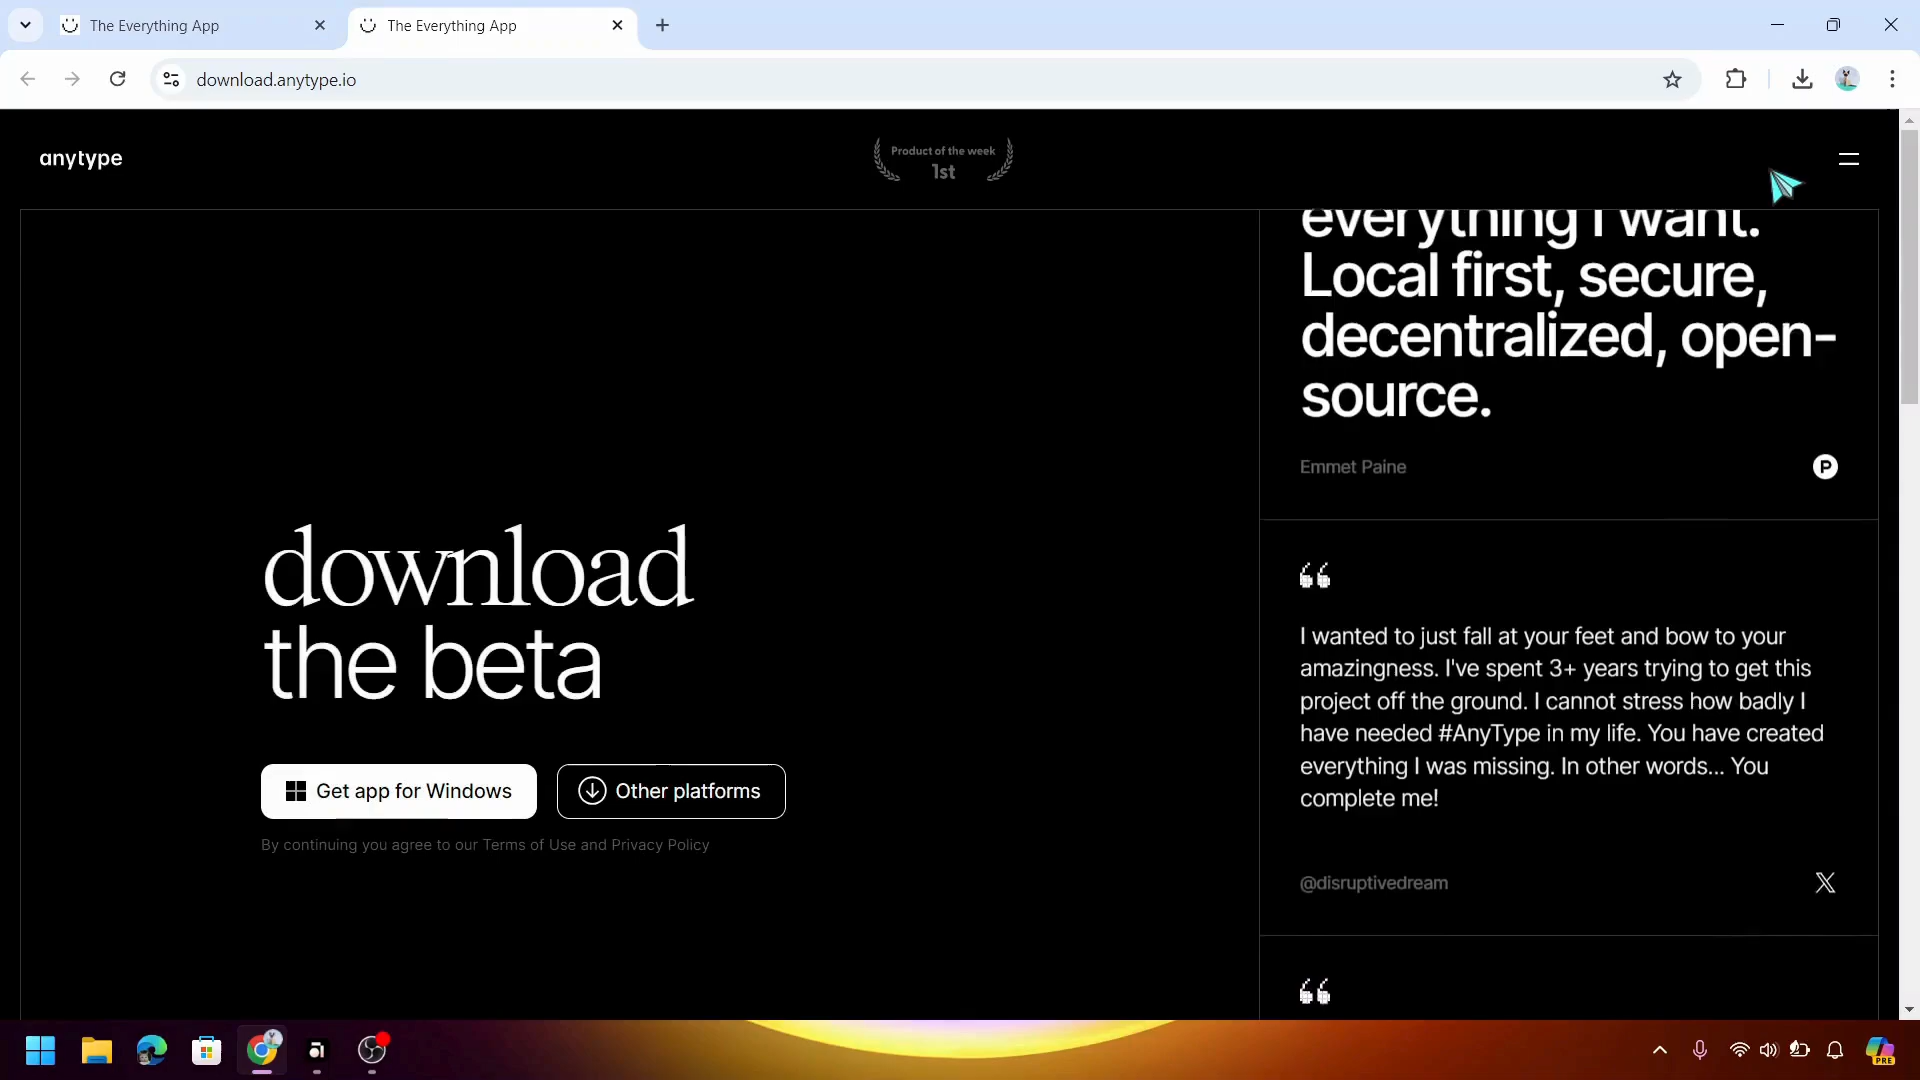 The Everything App
The Everything App
download.anytype.io
anytype
Product of the week
1st
everything I want.
Local first, secure,
decentralized, open-
source.
Emmet Paine
P
download
the beta
Get app for Windows
Other platforms
By continuing you agree to our Terms of Use and Privacy Policy
I wanted to just fall at your feet and bow to your
amazingness. I've spent 3+ years trying to get this
project off the ground. I cannot stress how badly I
have needed #AnyType in my life. You have created
everything I was missing. In other words... You
complete me!
@disruptivedream
PRE